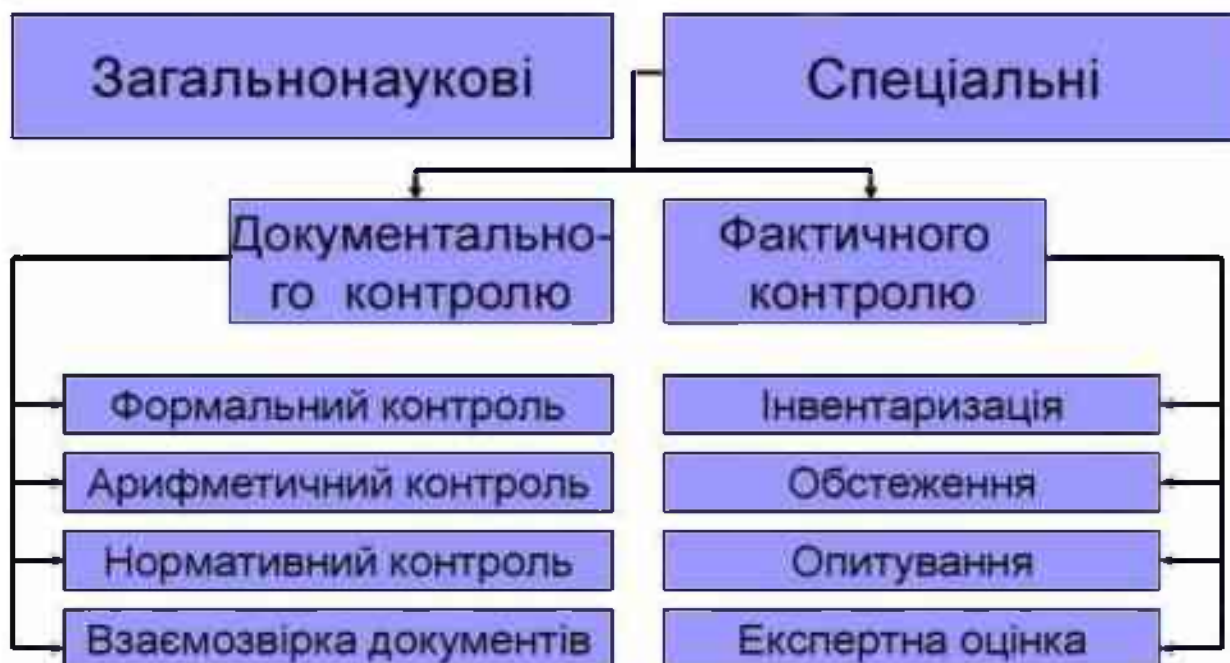 Загальнонаукові
Спеціальні
Документально-
го контролю
Фактичного
контролю
Формальний контроль
Арифметичний контроль
Нормативний контроль
Взаємозвірка документів
Інвентаризація
Обстеження
Опитування
Експертна оцінка